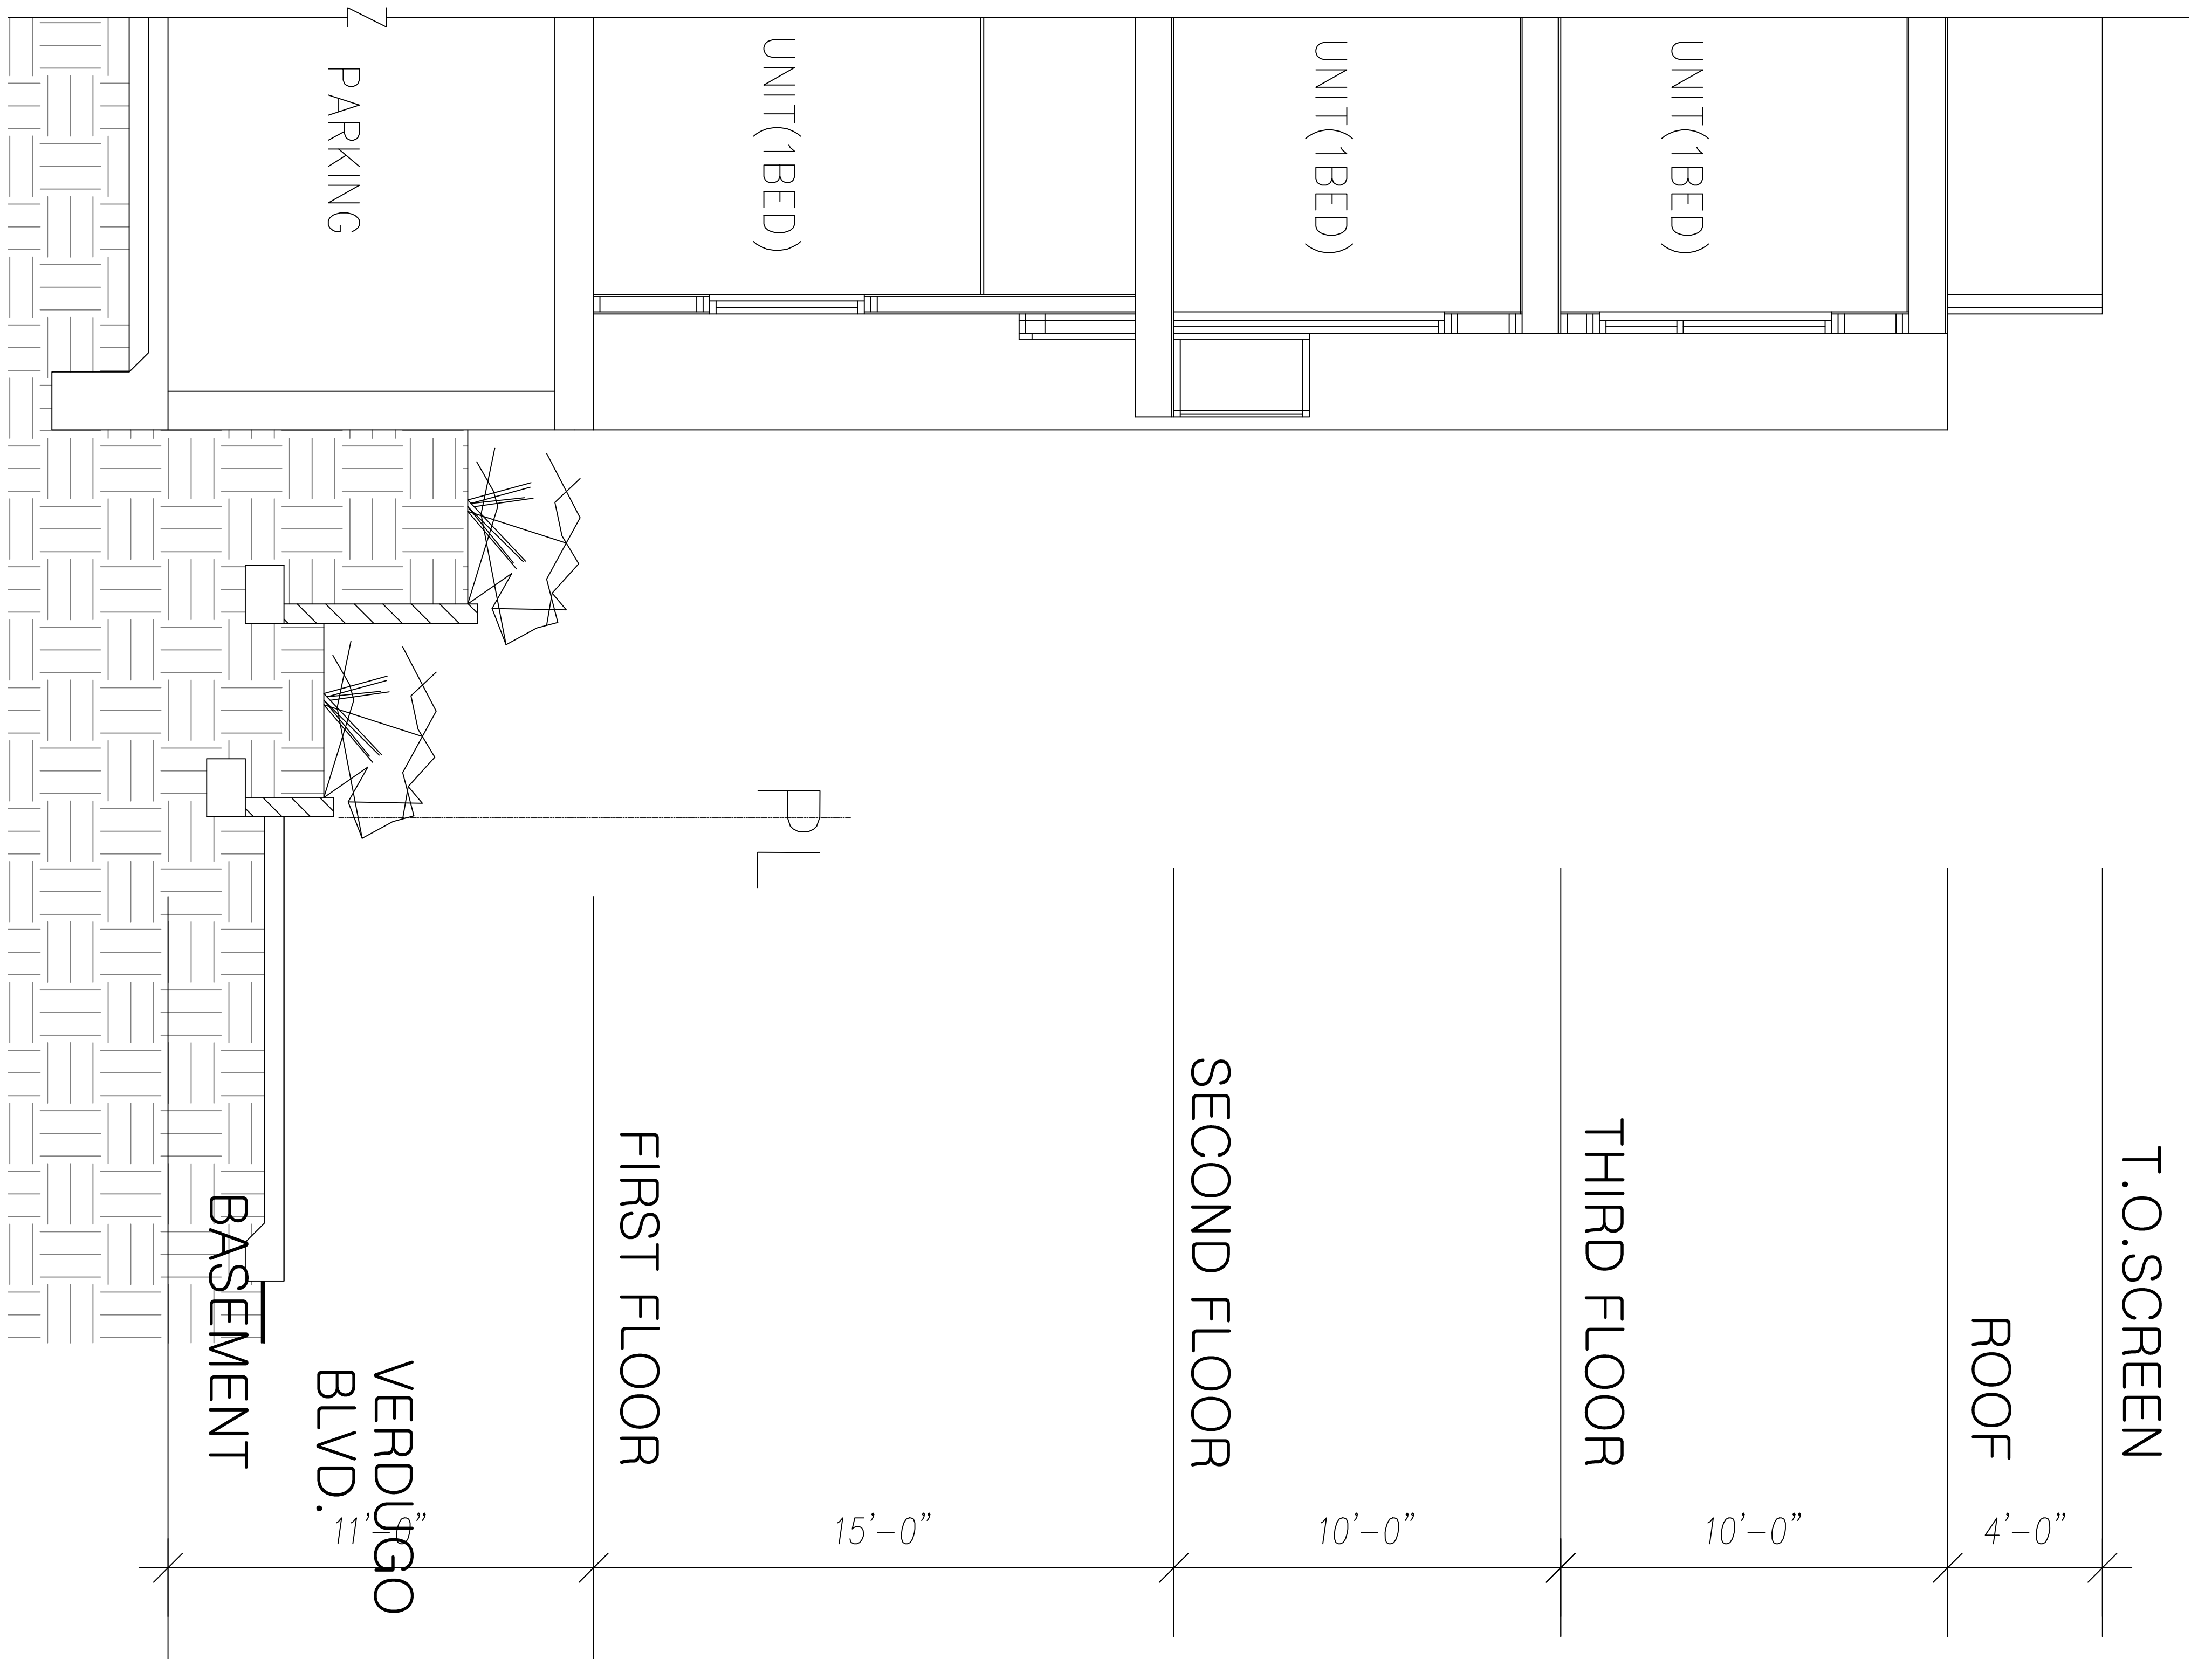 T.O.SCREEN
4'-0"
ROOF
10'-0"
UNIT(1BED)
THIRD FLOOR
10'-0"
UNIT(1BED)
SECOND FLOOR
15'-0"
UNIT(1BED)
P L
FIRST FLOOR
11'-0"
PARKING
VERDUGO
BLVD.
BASEMENT